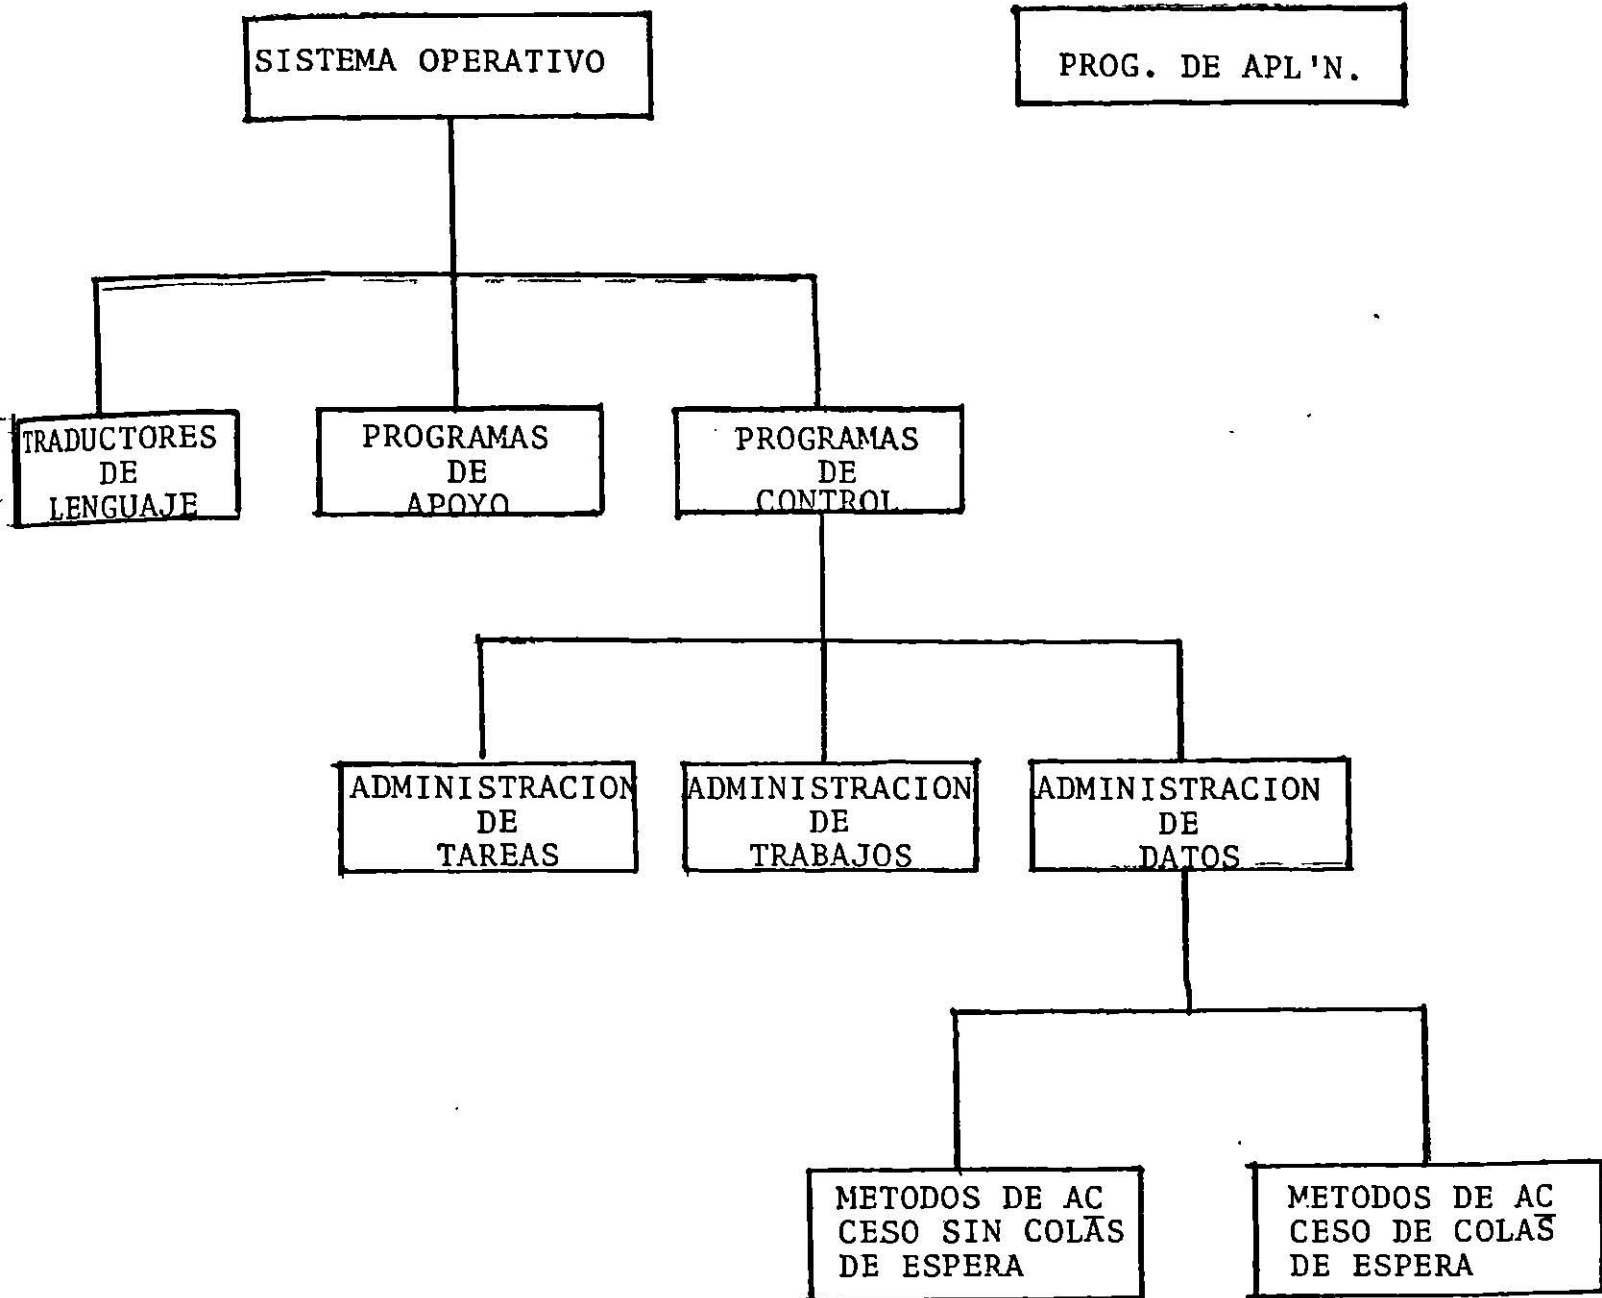 SISTEMA OPERATIVO
PROG. DE APL'N.
TRADUCTORES
DE
LENGUAJE
PROGRAMAS
DE
APOYO
PROGRAMAS
DE
CONTROL
ADMINISTRACION
DE
TAREAS
ADMINISTRACION
DE
TRABAJOS
ADMINISTRACION
DE
DATOS
METODOS DE AC
CESO SIN COLAS
DE ESPERA
METODOS DE AC
CESO DE COLAS
DE ESPERA